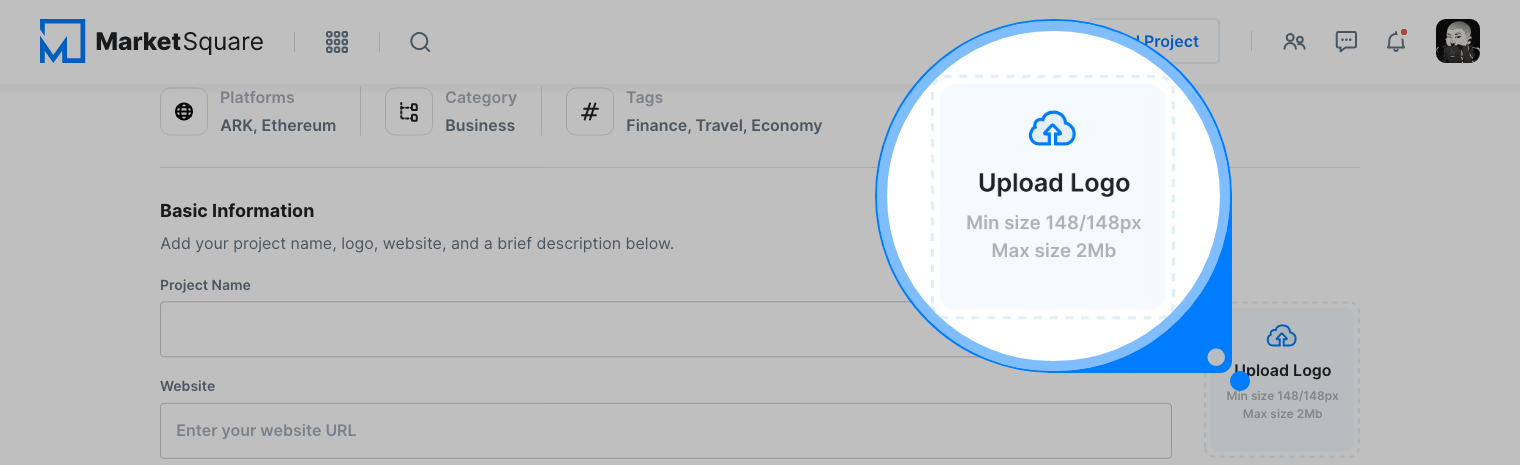 MarketSquare
Project
Platforms
ARK, Ethereum
Category
Business
#
Tags
Finance, Travel, Economy
Upload Logo
Min size 148/148px
Max size 2Mb
Basic Information
Add your project name, logo, website, and a brief description below.
Project Name
Website
Enter your website URL
Upload Logo
Min size 148/148px
Max size 2Mb